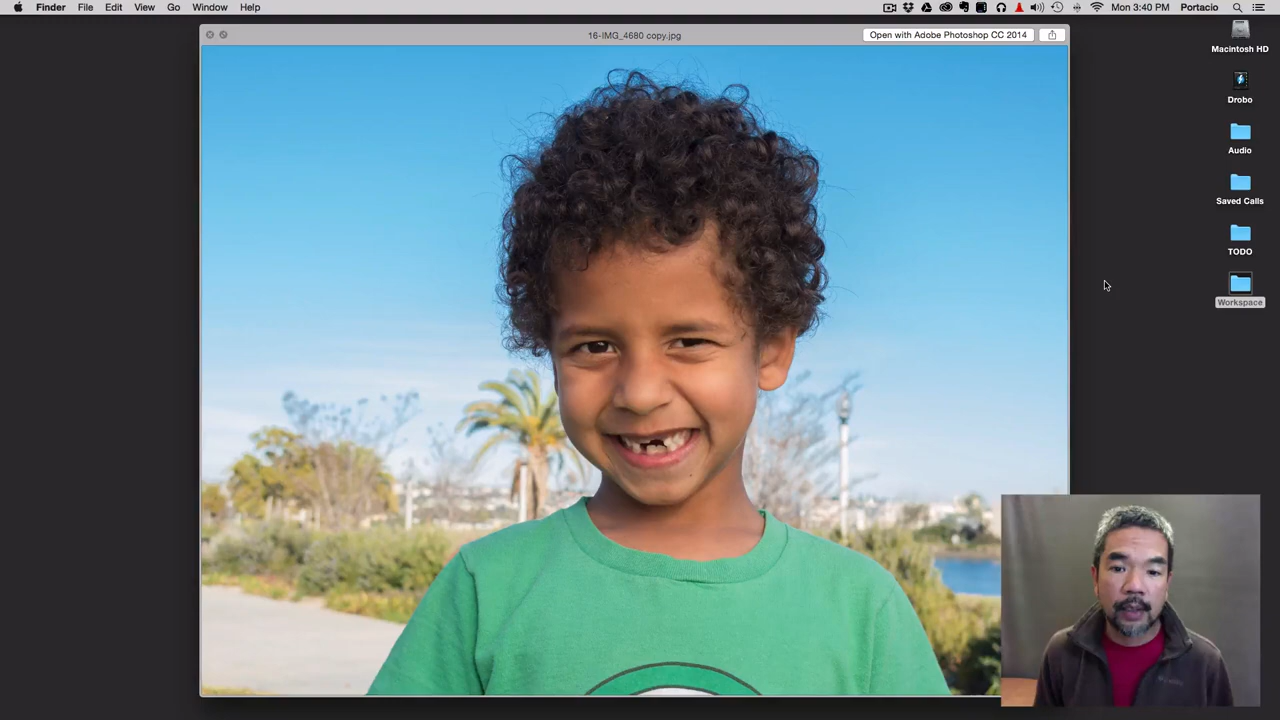 Finder File Edit View Go Window Help Mon 3:40 PM Portacio
16-IMG_4680 copy.jpg Open with Adobe Photoshop CC 2014
Macintosh HD
Drobo
Audio
Saved Calls
TODO
Workspace